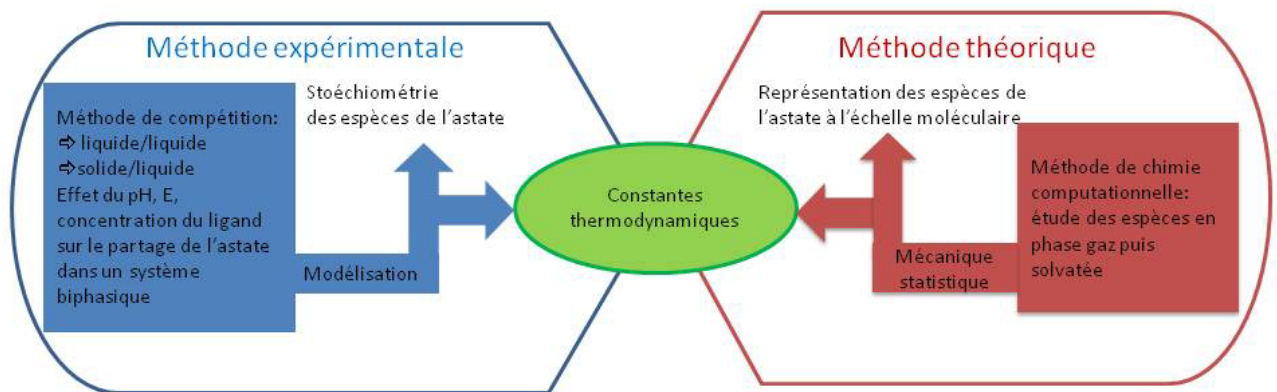 Méthode expérimentale
Méthode de compétition:
⇨ liquide/liquide
⇨solide/liquide
Effet du pH, E,
concentration du ligand
sur le partage de l'astate
dans un système
biphasique
Stoéchiométrie
des espèces de l'astate
Modélisation
Constantes
thermodynamiques
Méthode théorique
Représentation des espèces de
l'astate à l'échelle moléculaire
Mécanique
statistique
Méthode de chimie
computationnelle:
étude des espèces en
phase gaz puis
solvatée